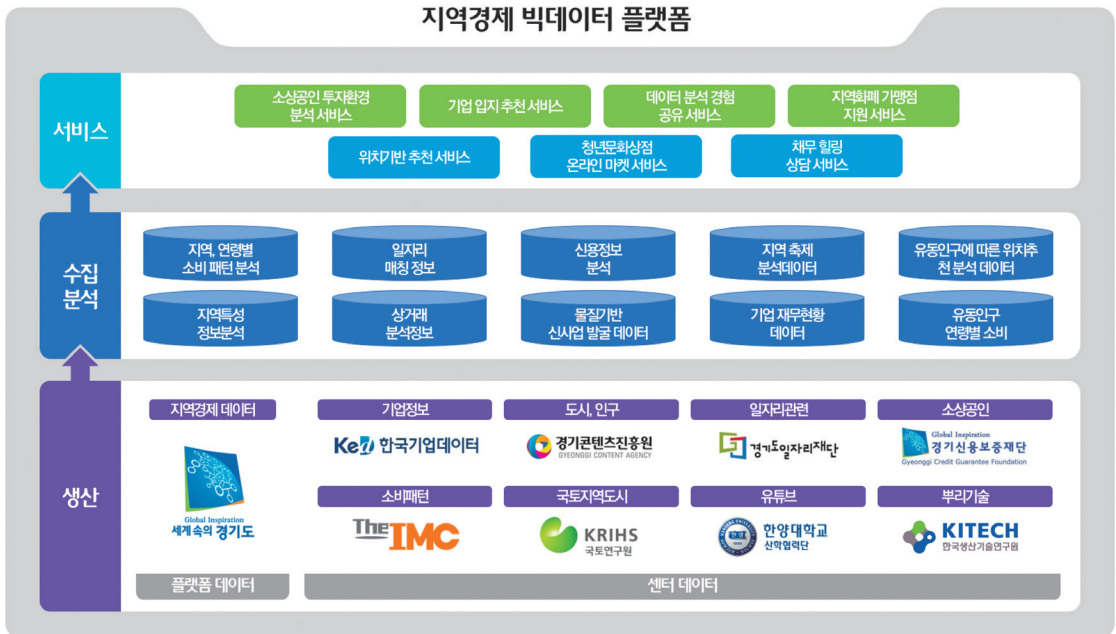 지역경제 빅데이터 플랫폼
서비스
소상공인 투자환경
분석 서비스
기업 입지 추천 서비스
데이터 분석 경험
공유 서비스
지역화폐 가맹점
지원 서비스
위치기반 추천 서비스
청년문화상점
온라인 마켓 서비스
채무 힐링
상담 서비스
수집
분석
지역, 연령별
소비 패턴 분석
일자리
매칭 정보
신용정보
분석
지역 축제
분석데이터
유동인구에 따른 위치추
천 분석 데이터
지역특성
정보분석
상거래
분석정보
물질기반
신사업 발굴 데이터
기업 재무현황
데이터
유동인구
연령별 소비
생산
지역경제 데이터
Global Inspiration
세계속의 경기도
플랫폼 데이터
기업정보
도시, 인구
일자리관련
소상공인
Ked 한국기업데이터
경기콘텐츠진흥원
GYEONGGI CONTENT AGENCY
경기도일자리재단
Global Inspiration
경기신용보증재단
Gyeonggi Credit Guarantee Foundation
소비패턴
국토지역도시
유튜브
뿌리기술
The IMC
KRIHS
국토연구원
한양대학교
산학협력단
KITECH
한국생산기술연구원
센터 데이터